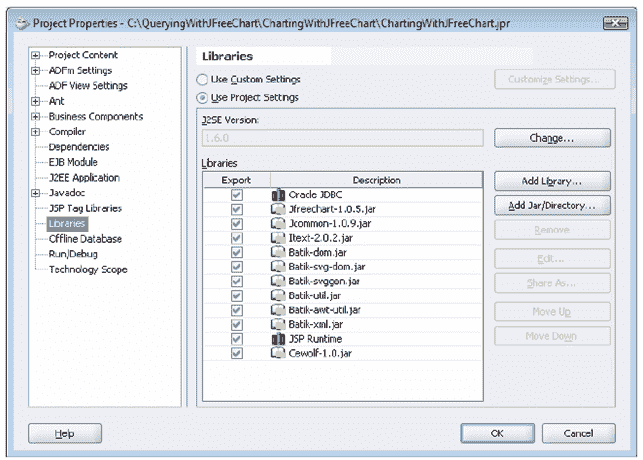 Project Properties - C:\QueryingWithJFreeChart\ChartingWithJFreeChart\ChartingWithJFreeChart.jpr
Project Content
ADFm Settings
ADF View Settings
Ant
Business Components
Compiler
Dependencies
EJB Module
J2EE Application
Javadoc
JSP Tag Libraries
Libraries
Offline Database
Run/Debug
Technology Scope
Libraries
Use Custom Settings
Customize Settings...
Use Project Settings
J2SE Version:
1.6.0
Change...
Libraries
Export
Description
Oracle JDBC
Jfreechart-1.0.5.jar
Jcommon-1.0.9.jar
Itext-2.0.2.jar
Batik-dom.jar
Batik-svg-dom.jar
Batik-svggen.jar
Batik-util.jar
Batik-awt-util.jar
Batik-xml.jar
JSP Runtime
Cewolf-1.0.jar
Add Library...
Add Jar/Directory...
Remove
Edit...
Share As...
Move Up
Move Down
Help
OK
Cancel